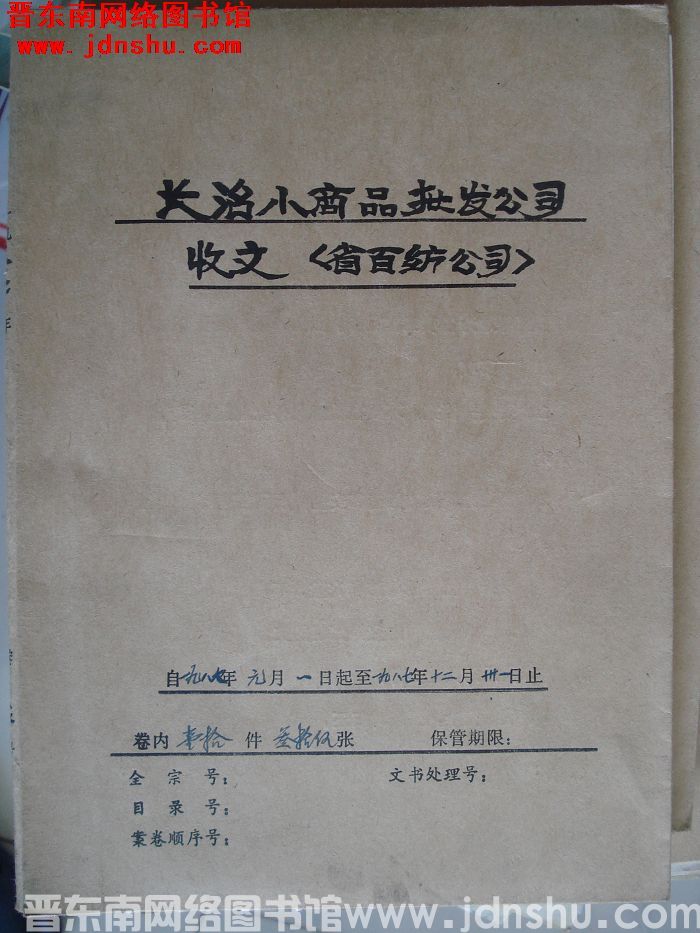 晋东南网络图书馆
www.jdnshu.com
长治小商品批发公司
收文〈省百纺公司〉
自一九八七年 元月 一日起至一九八七年十二月 卅一日止
卷内 壹拾 件 叁拾伍张 保管期限：
全宗号： 文书处理号：
目录号：
案卷顺序号：
晋东南网络图书馆www.jdnshu.com